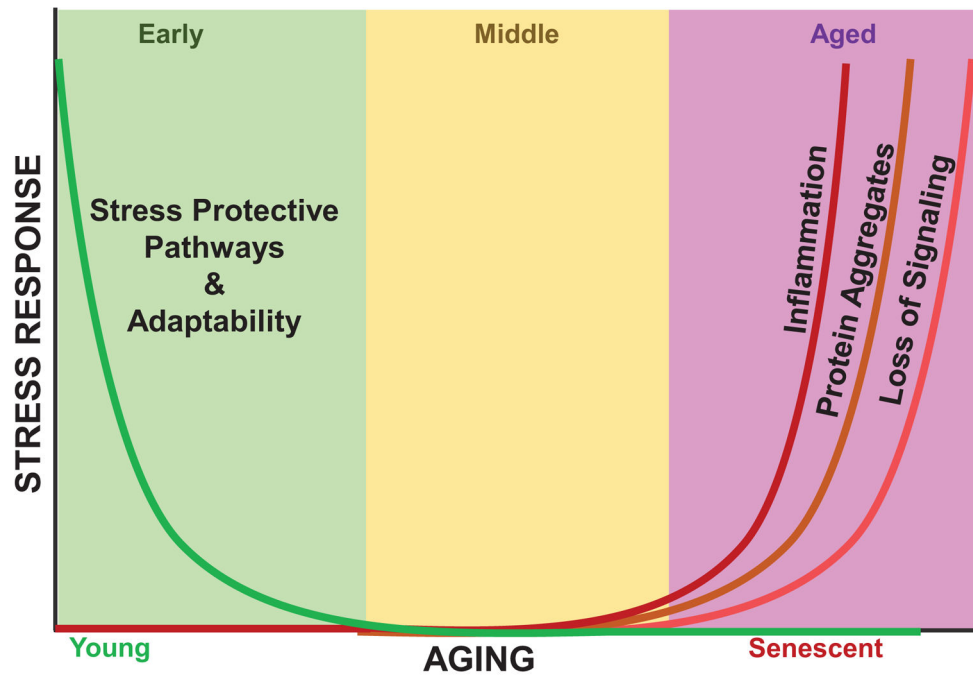 Early
Middle
Aged
STRESS RESPONSE
Stress Protective
Pathways
&
Adaptability
Inflammation
Protein Aggregates
Loss of Signaling
Young
AGING
Senescent